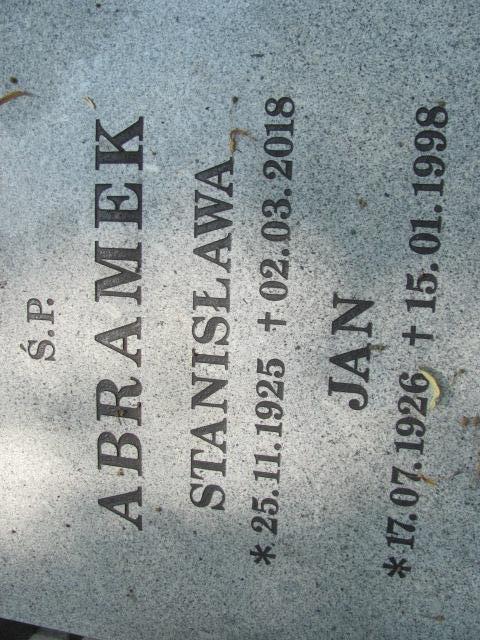 Ś.P.
ABRAMEK
STANISŁAWA
*25.11.1925 †02.03.2018
JAN
*17.07.1926 †15.01.1998